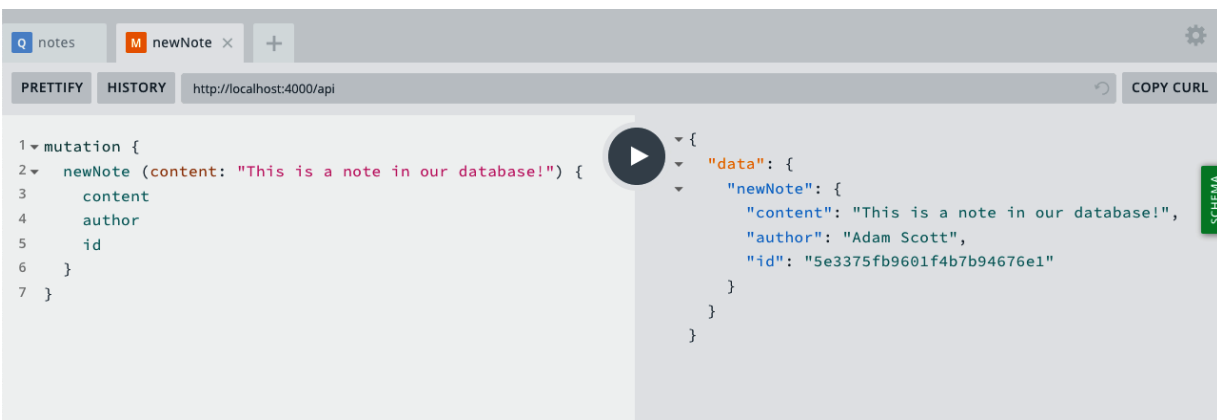 Q notes M newNote × +
PRETTIFY HISTORY http://localhost:4000/api COPY CURL
1 mutation {
2 newNote (content: "This is a note in our database!") {
3 content
4 author
5 id
6 }
7 }
{
"data": {
"newNote": {
"content": "This is a note in our database!",
"author": "Adam Scott",
"id": "5e3375fb9601f4b7b94676e1"
}
}
}
SCHEMA